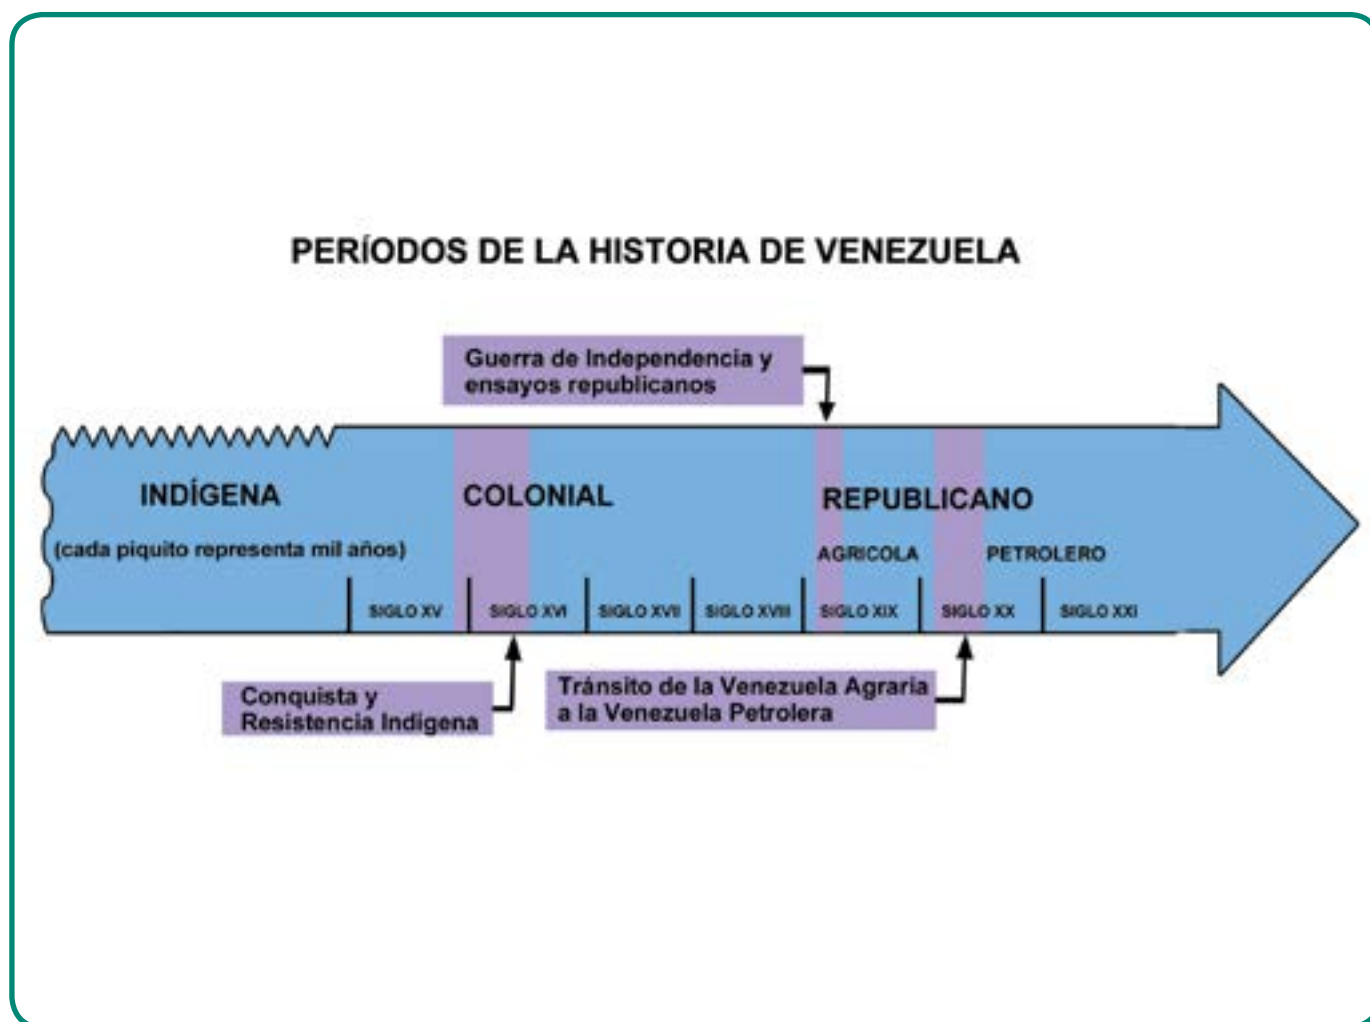 PERÍODOS DE LA HISTORIA DE VENEZUELA
Guerra de Independencia y
ensayos republicanos
INDÍGENA
COLONIAL
REPUBLICANO
(cada piquito representa mil años)
AGRICOLA
PETROLERO
SIGLO XV
SIGLO XVI
SIGLO XVII
SIGLO XVIII
SIGLO XIX
SIGLO XX
SIGLO XXI
Conquista y
Resistencia Indigena
Tránsito de la Venezuela Agraria
a la Venezuela Petrolera